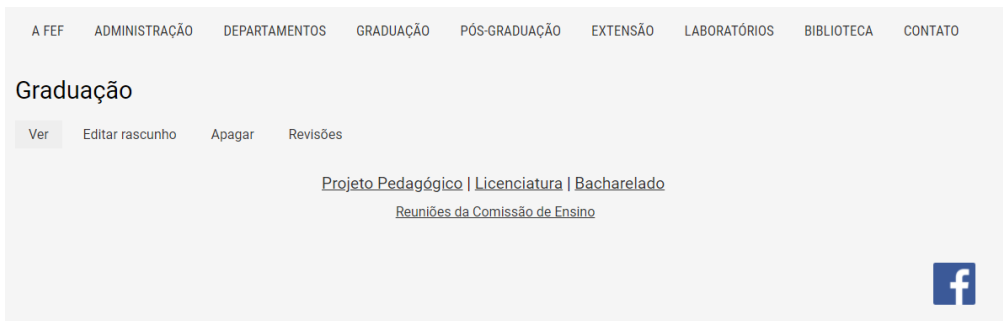 A FEF ADMINISTRAÇÃO DEPARTAMENTOS GRADUAÇÃO PÓS-GRADUAÇÃO EXTENSÃO LABORATÓRIOS BIBLIOTECA CONTATO
Graduação
Ver Editar rascunho Apagar Revisões
Projeto Pedagógico | Licenciatura | Bacharelado
Reuniões da Comissão de Ensino
f